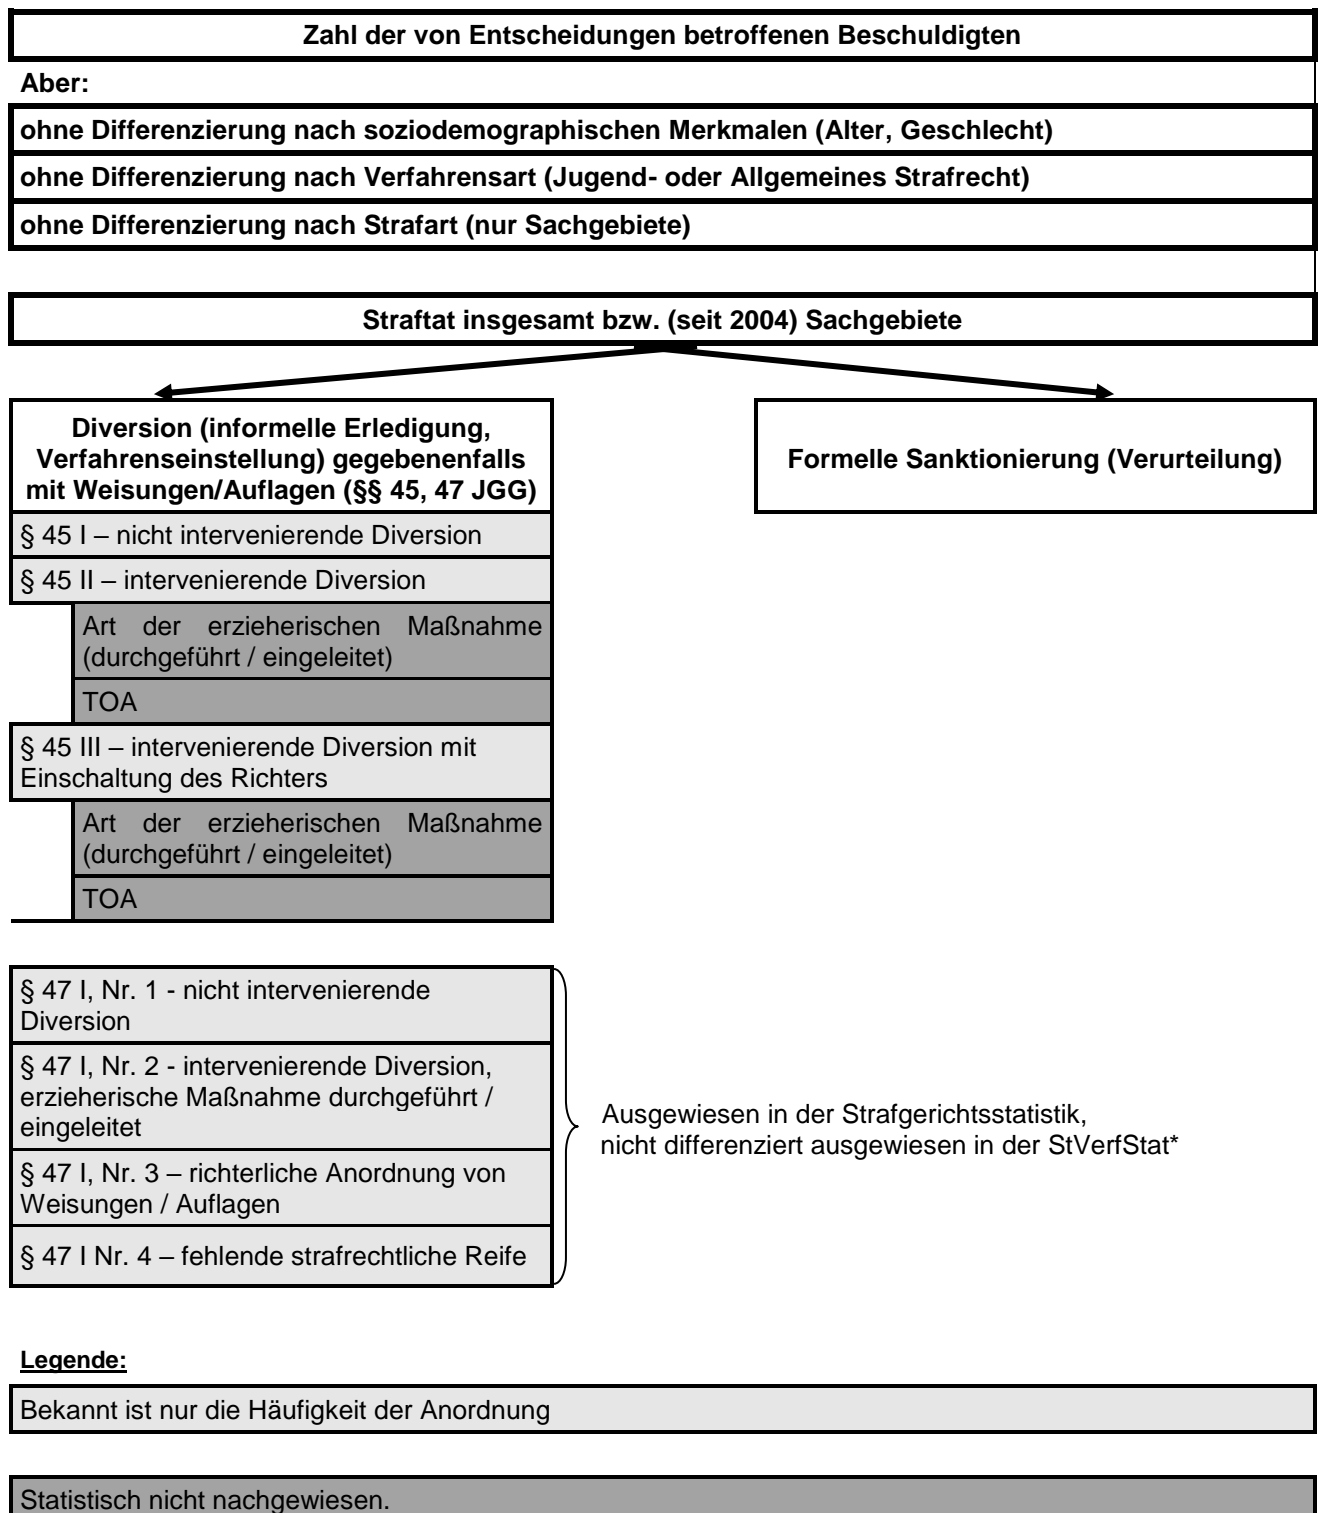 Zahl der von Entscheidungen betroffenen Beschuldigten
Aber:
ohne Differenzierung nach soziodemographischen Merkmalen (Alter, Geschlecht)
ohne Differenzierung nach Verfahrensart (Jugend- oder Allgemeines Strafrecht)
ohne Differenzierung nach Strafart (nur Sachgebiete)
Straftat insgesamt bzw. (seit 2004) Sachgebiete
Diversion (informelle Erledigung,
Verfahrenseinstellung) gegebenenfalls
mit Weisungen/Auflagen (§§ 45, 47 JGG)
Formelle Sanktionierung (Verurteilung)
§ 45 I – nicht intervenierende Diversion
§ 45 II – intervenierende Diversion
Art der erzieherischen Maßnahme
(durchgeführt / eingeleitet)
TOA
§ 45 III – intervenierende Diversion mit
Einschaltung des Richters
Art der erzieherischen Maßnahme
(durchgeführt / eingeleitet)
TOA
§ 47 I, Nr. 1 - nicht intervenierende
Diversion
§ 47 I, Nr. 2 - intervenierende Diversion,
erzieherische Maßnahme durchgeführt /
eingeleitet
§ 47 I, Nr. 3 – richterliche Anordnung von
Weisungen / Auflagen
§ 47 I Nr. 4 – fehlende strafrechtliche Reife
Ausgewiesen in der Strafgerichtsstatistik,
nicht differenziert ausgewiesen in der StVerfStat*
Legende:
Bekannt ist nur die Häufigkeit der Anordnung
Statistisch nicht nachgewiesen.